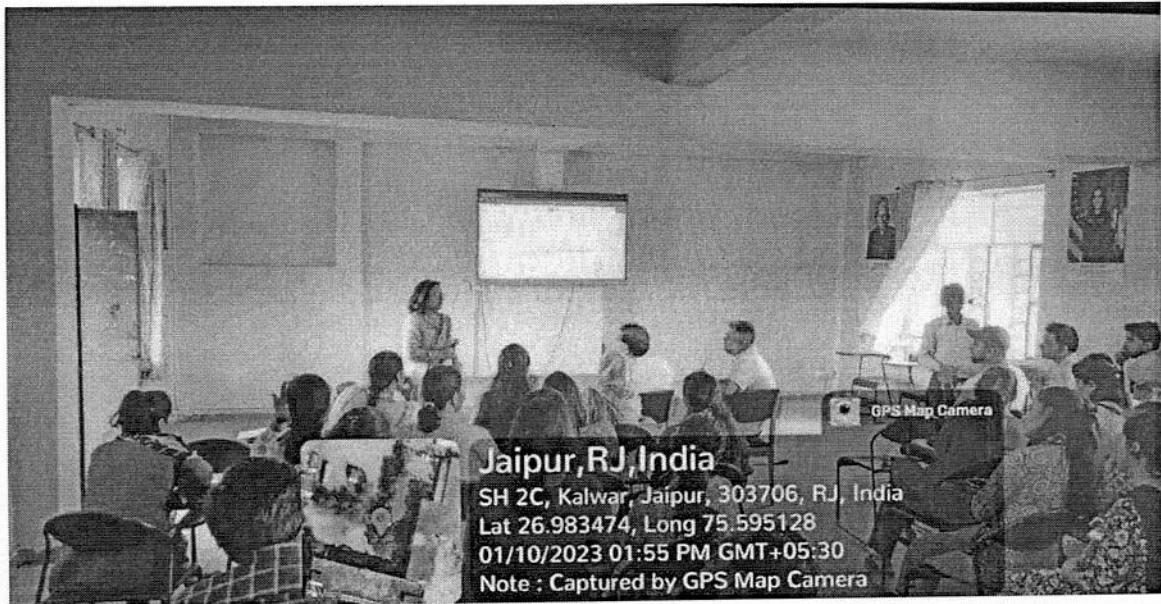 GPS Map Camera
Jaipur,RJ,India
SH 2C, Kalwar, Jaipur, 303706, RJ, India
Lat 26.983474, Long 75.595128
01/10/2023 01:55 PM GMT+05:30
Note : Captured by GPS Map Camera